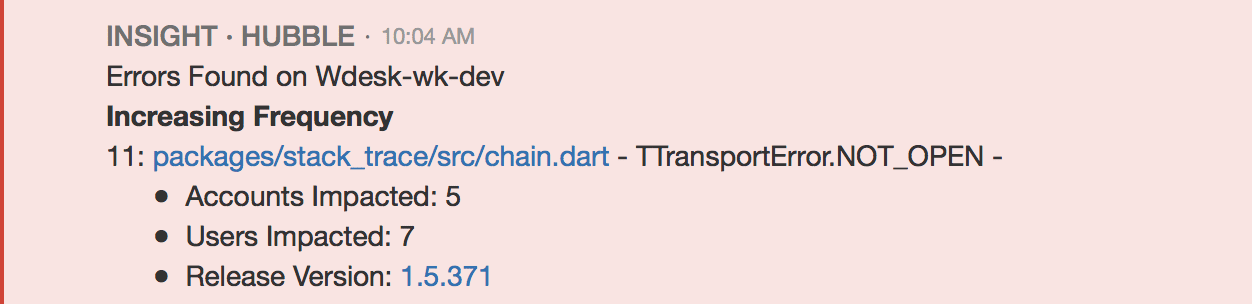 INSIGHT · HUBBLE · 10:04 AM
Errors Found on Wdesk-wk-dev
Increasing Frequency
11: packages/stack_trace/src/chain.dart - TTransportError.NOT_OPEN -
• Accounts Impacted: 5
• Users Impacted: 7
• Release Version: 1.5.371